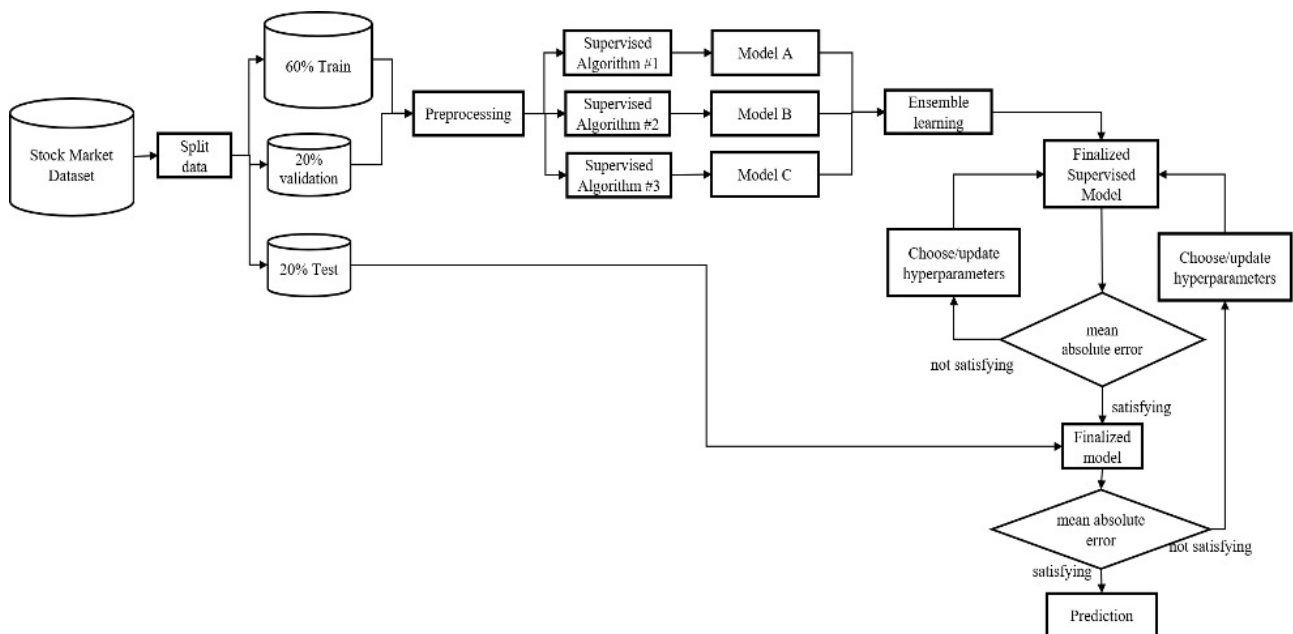 Stock Market
Dataset
Split
data
60% Train
20%
validation
20% Test
Preprocessing
Supervised
Algorithm #1
Supervised
Algorithm #2
Supervised
Algorithm #3
Model A
Model B
Model C
Ensemble
learning
Finalized
Supervised
Model
Choose/update
hyperparameters
Choose/update
hyperparameters
mean
absolute error
not satisfying
satisfying
Finalized
model
mean absolute
error
not satisfying
satisfying
Prediction